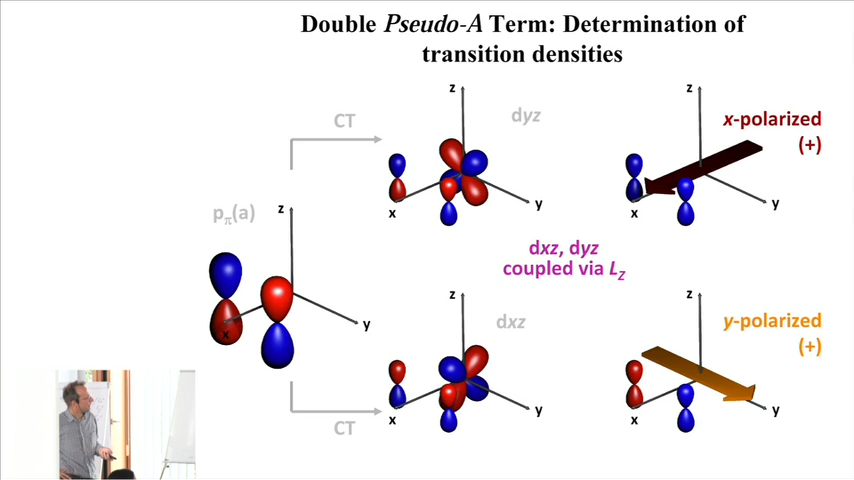 Double Pseudo-A Term: Determination of
transition densities
z
CT
dyz
x
y
z
x-polarized
(+)
x
y
pπ(a)
z
x
y
dxz, dyz
coupled via LZ
z
CT
dxz
x
y
z
y-polarized
(+)
x
y